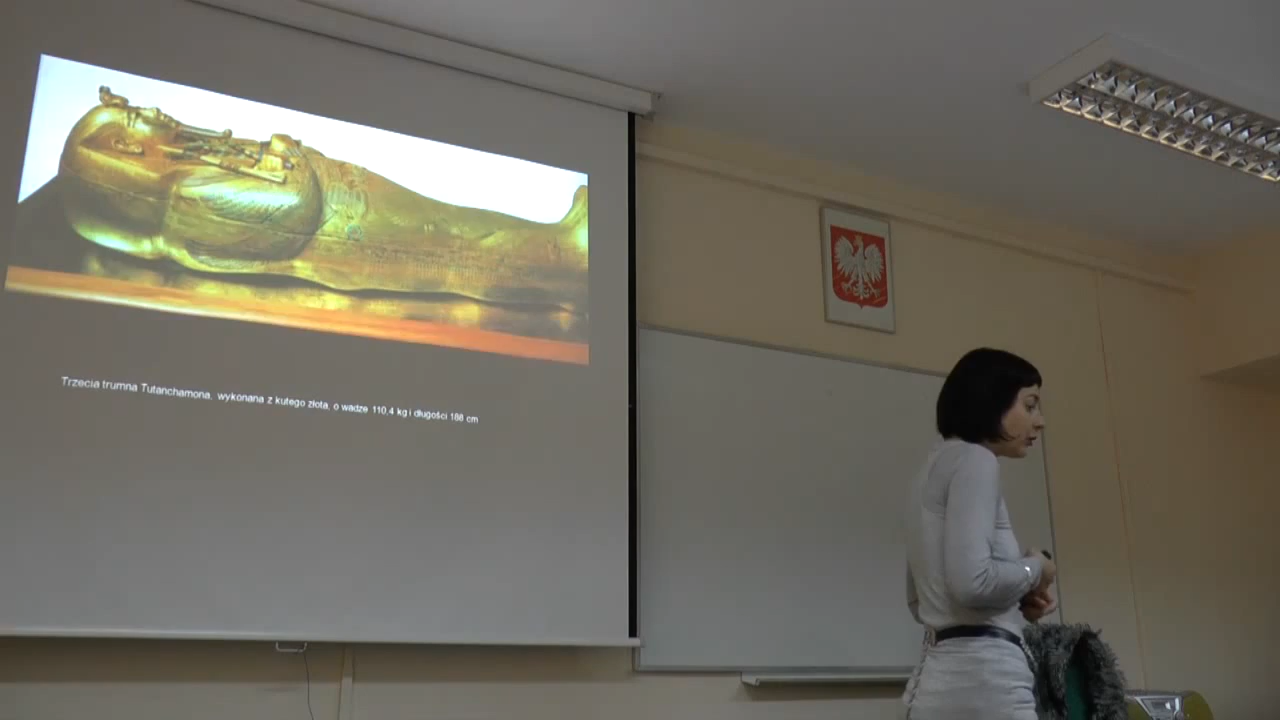 Trzecia trumna Tutanchamona, wykonana z kutego złota, o wadze 110,4 kg i długości 188 cm